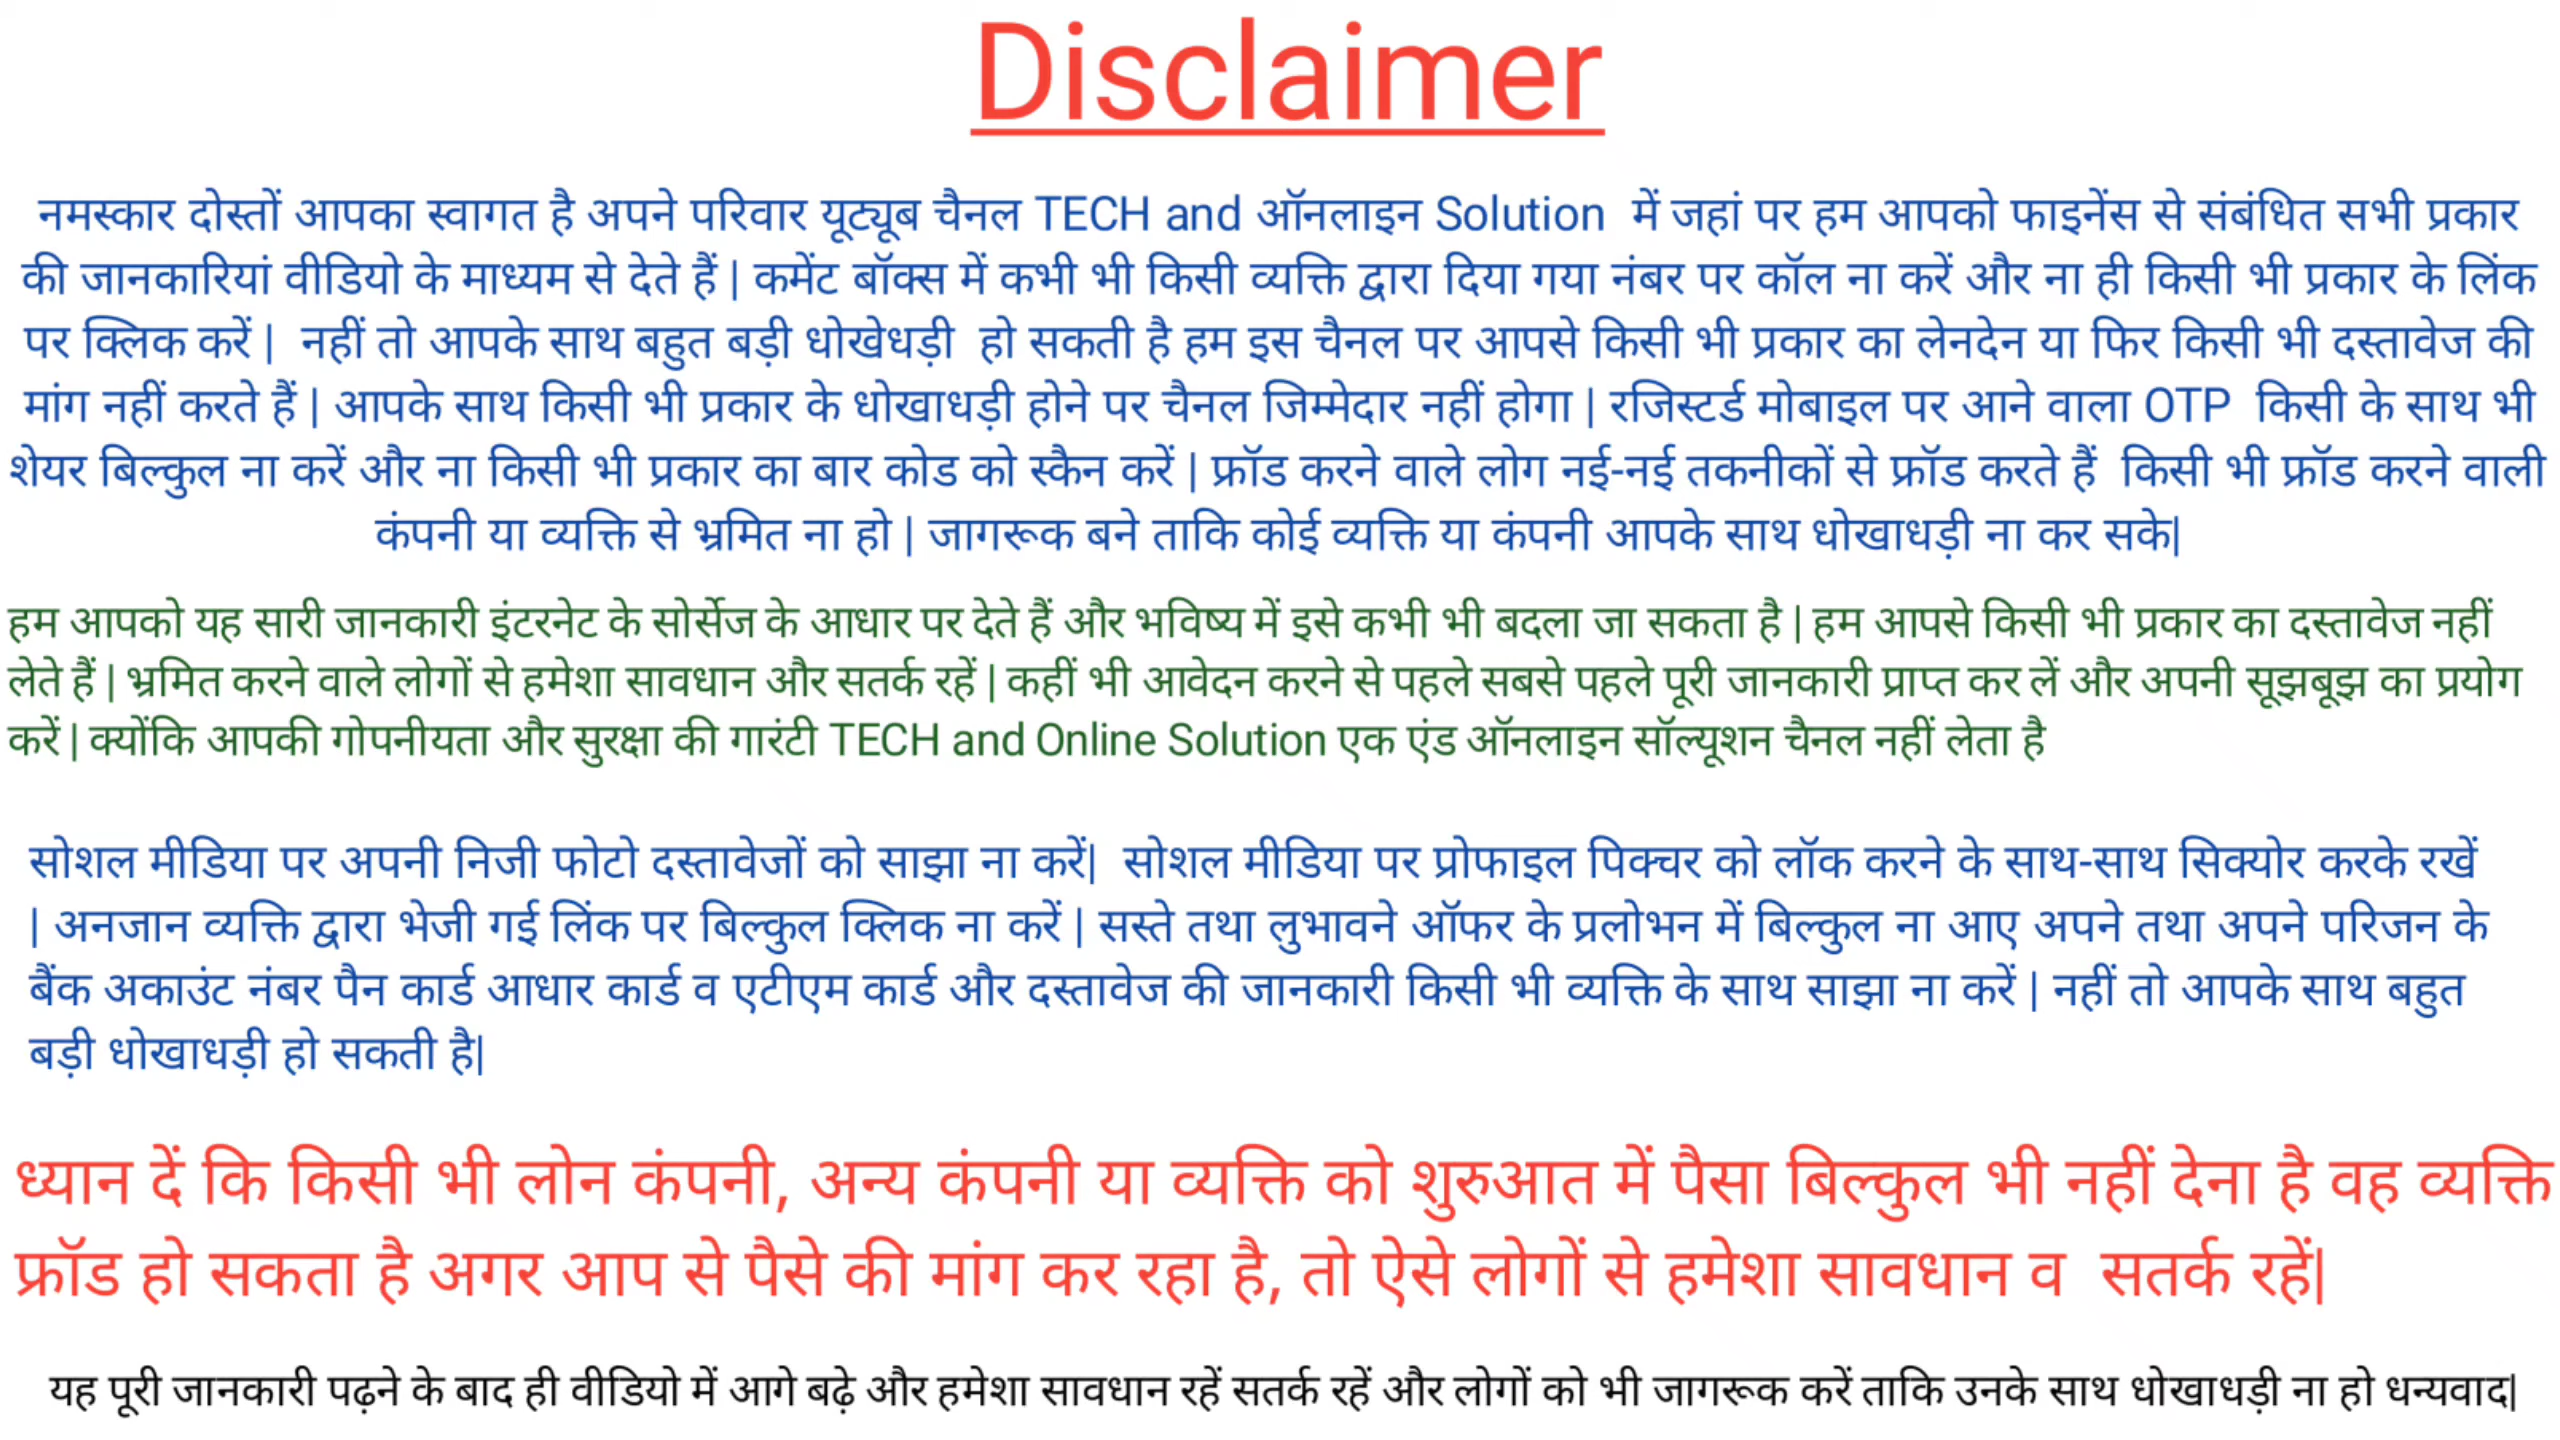 Disclaimer
नमस्कार दोस्तों आपका स्वागत है अपने परिवार यूट्यूब चैनल TECH and ऑनलाइन Solution में जहां पर हम आपको फाइनेंस से संबंधित सभी प्रकार
की जानकारियां वीडियो के माध्यम से देते हैं | कमेंट बॉक्स में कभी भी किसी व्यक्ति द्वारा दिया गया नंबर पर कॉल ना करें और ना ही किसी भी प्रकार के लिंक
पर क्लिक करें | नहीं तो आपके साथ बहुत बड़ी धोखेधड़ी हो सकती है हम इस चैनल पर आपसे किसी भी प्रकार का लेनदेन या फिर किसी भी दस्तावेज की
मांग नहीं करते हैं | आपके साथ किसी भी प्रकार के धोखाधड़ी होने पर चैनल जिम्मेदार नहीं होगा | रजिस्टर्ड मोबाइल पर आने वाला OTP किसी के साथ भी
शेयर बिल्कुल ना करें और ना किसी भी प्रकार का बार कोड को स्कैन करें | फ्रॉड करने वाले लोग नई-नई तकनीकों से फ्रॉड करते हैं किसी भी फ्रॉड करने वाली
कंपनी या व्यक्ति से भ्रमित ना हो | जागरूक बने ताकि कोई व्यक्ति या कंपनी आपके साथ धोखाधड़ी ना कर सके|
हम आपको यह सारी जानकारी इंटरनेट के सोर्सेज के आधार पर देते हैं और भविष्य में इसे कभी भी बदला जा सकता है | हम आपसे किसी भी प्रकार का दस्तावेज नहीं
लेते हैं | भ्रमित करने वाले लोगों से हमेशा सावधान और सतर्क रहें | कहीं भी आवेदन करने से पहले सबसे पहले पूरी जानकारी प्राप्त कर लें और अपनी सूझबूझ का प्रयोग
करें | क्योंकि आपकी गोपनीयता और सुरक्षा की गारंटी TECH and Online Solution एक एंड ऑनलाइन सॉल्यूशन चैनल नहीं लेता है
सोशल मीडिया पर अपनी निजी फोटो दस्तावेजों को साझा ना करें| सोशल मीडिया पर प्रोफाइल पिक्चर को लॉक करने के साथ-साथ सिक्योर करके रखें
| अनजान व्यक्ति द्वारा भेजी गई लिंक पर बिल्कुल क्लिक ना करें | सस्ते तथा लुभावने ऑफर के प्रलोभन में बिल्कुल ना आए अपने तथा अपने परिजन के
बैंक अकाउंट नंबर पैन कार्ड आधार कार्ड व एटीएम कार्ड और दस्तावेज की जानकारी किसी भी व्यक्ति के साथ साझा ना करें | नहीं तो आपके साथ बहुत
बड़ी धोखाधड़ी हो सकती है|
ध्यान दें कि किसी भी लोन कंपनी, अन्य कंपनी या व्यक्ति को शुरुआत में पैसा बिल्कुल भी नहीं देना है वह व्यक्ति
फ्रॉड हो सकता है अगर आप से पैसे की मांग कर रहा है, तो ऐसे लोगों से हमेशा सावधान व सतर्क रहें|
यह पूरी जानकारी पढ़ने के बाद ही वीडियो में आगे बढ़े और हमेशा सावधान रहें सतर्क रहें और लोगों को भी जागरूक करें ताकि उनके साथ धोखाधड़ी ना हो धन्यवाद|